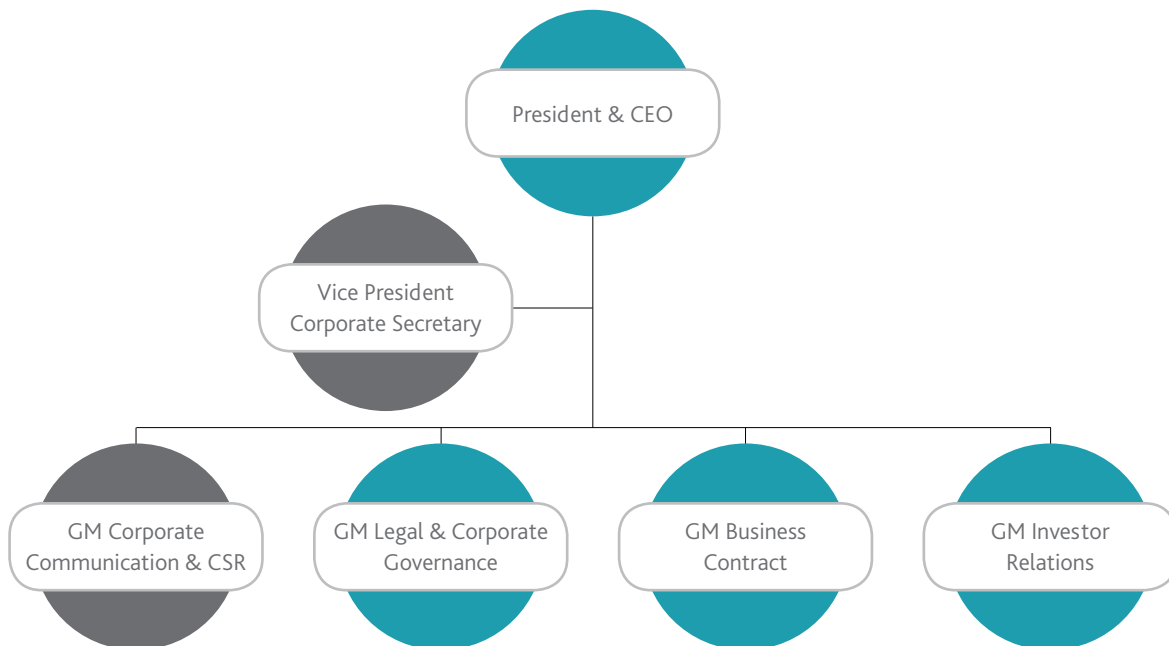 President & CEO
Vice President
Corporate Secretary
GM Corporate
Communication & CSR
GM Legal & Corporate
Governance
GM Business
Contract
GM Investor
Relations